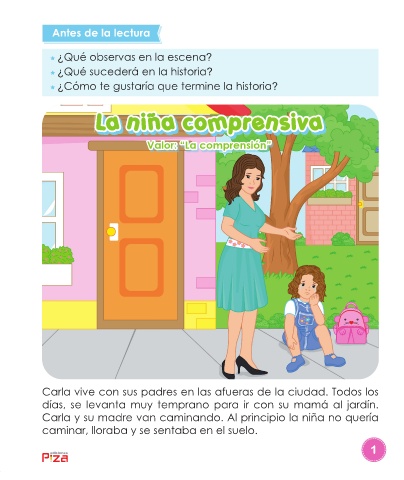 Antes de la lectura
¿Qué observas en la escena?
¿Qué sucederá en la historia?
¿Cómo te gustaría que termine la historia?
La niña comprensiva
Valor: "La comprensión"
Carla vive con sus padres en las afueras de la ciudad. Todos los
días, se levanta muy temprano para ir con su mamá al jardín.
Carla y su madre van caminando. Al principio la niña no quería
caminar, lloraba y se sentaba en el suelo.
P'zA
1